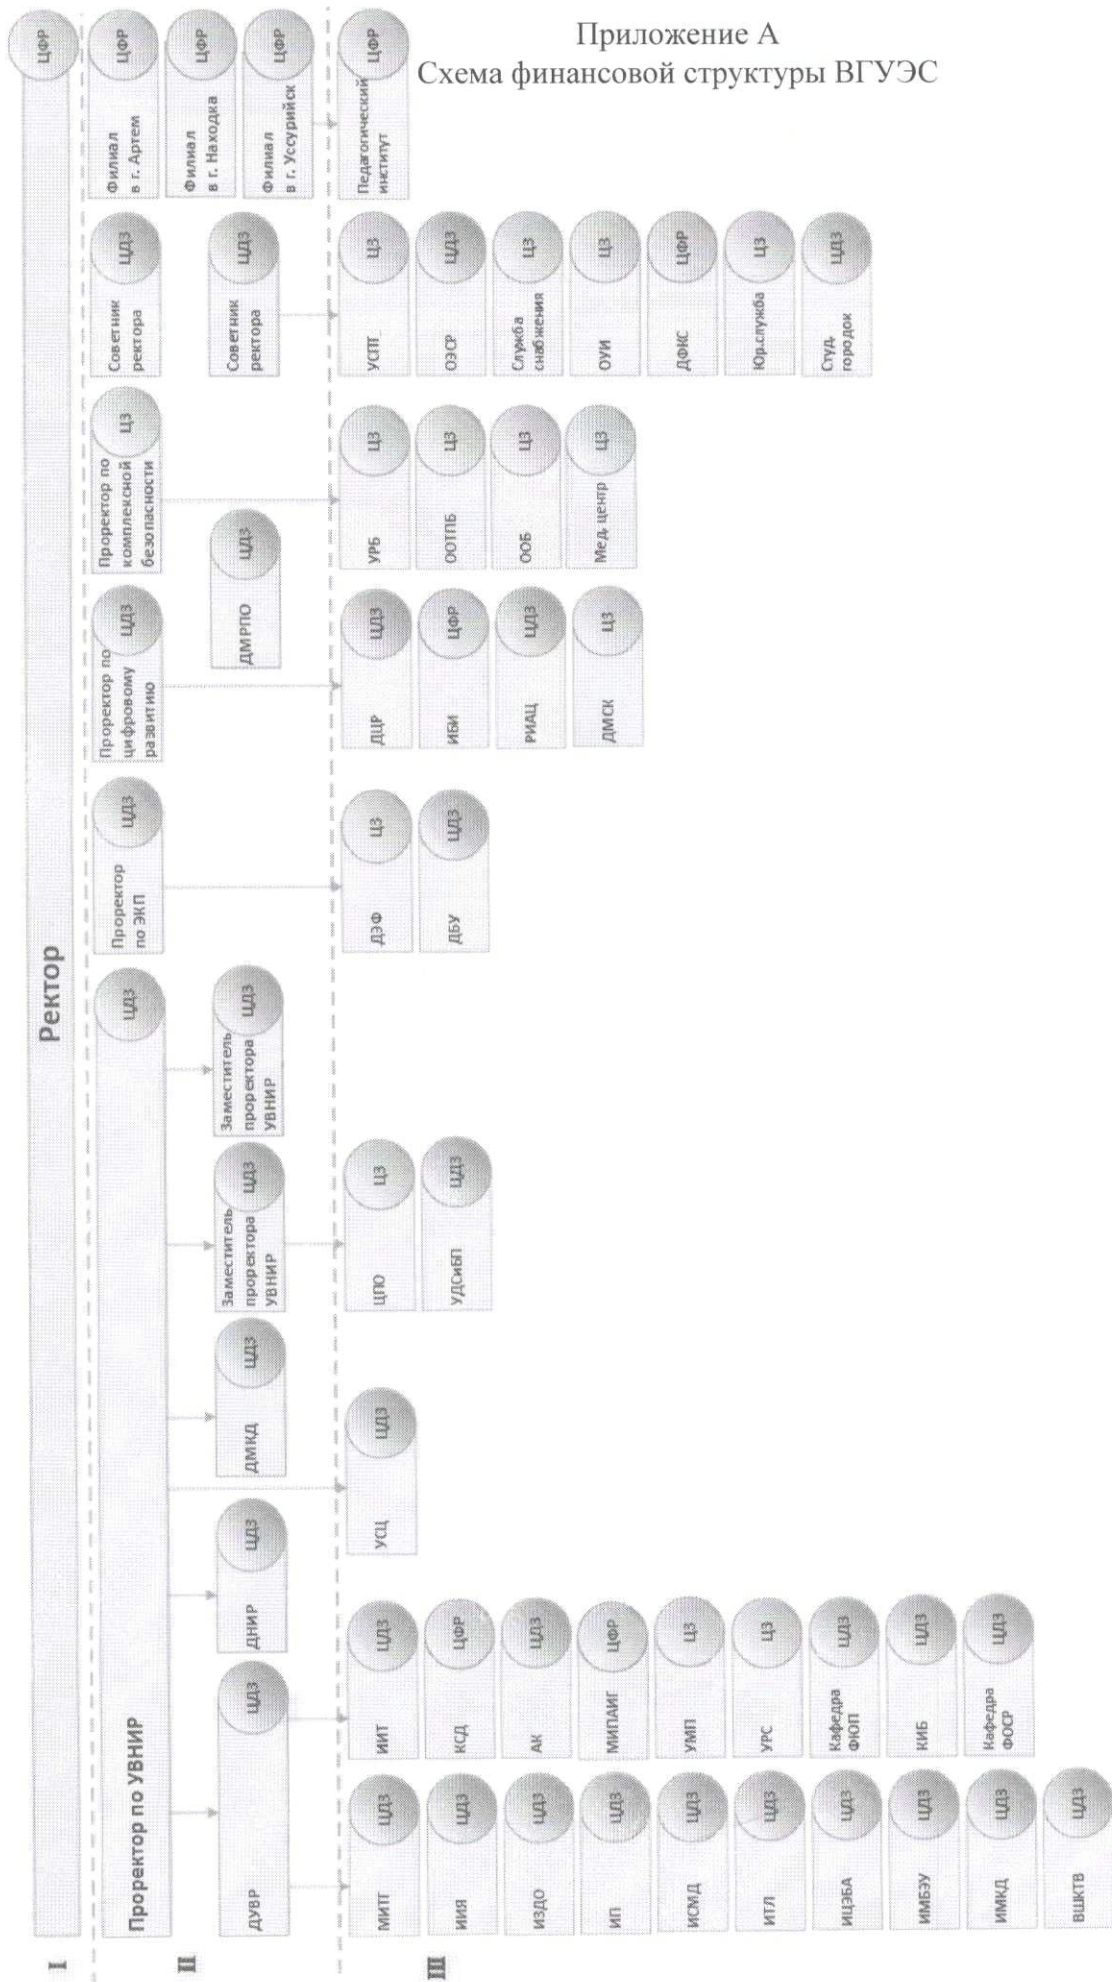 Приложение А
Схема финансовой структуры ВГУЭС
I
Ректор
ЦФР
II
Проректор по УВНИР
ЦДЗ
ДУВР
ЦДЗ
ДНИР
ЦДЗ
ДМКД
ЦДЗ
Заместитель
проректора
УВНИР
ЦДЗ
Заместитель
проректора
УВНИР
ЦДЗ
Проректор
по ЭКП
ЦДЗ
Проректор по
цифровому
развитию
ЦДЗ
ДМРПО
ЦДЗ
Проректор по
комплексной
безопасности
ЦЗ
Советник
ректора
ЦДЗ
Советник
ректора
ЦДЗ
Филиал
в г. Артем
ЦФР
Филиал
в г. Находка
ЦФР
Филиал
в г. Уссурийск
ЦФР
III
МИТГ
ЦДЗ
ИИЯ
ЦДЗ
ИЗДО
ЦДЗ
ИП
ЦДЗ
ИСМД
ЦДЗ
ИТЛ
ЦДЗ
ИЦЭБА
ЦДЗ
ИМБЭУ
ЦДЗ
ИМКД
ЦДЗ
ВШКТВ
ЦДЗ
ИИТ
ЦДЗ
КСД
ЦФР
АК
ЦДЗ
МИПАИГ
ЦФР
УМП
ЦЗ
УРС
ЦЗ
Кафедра
ФЮП
ЦДЗ
КИБ
ЦДЗ
Кафедра
ФОСР
ЦДЗ
УСЦ
ЦДЗ
ЦПО
ЦЗ
УДСиБП
ЦДЗ
ДЭФ
ЦЗ
ДБУ
ЦДЗ
ДЦР
ЦДЗ
ИБИ
ЦФР
РИАЦ
ЦДЗ
ДМСК
ЦЗ
УРБ
ЦЗ
ООТПБ
ЦЗ
ООБ
ЦЗ
Мед. центр
ЦЗ
УСПТ
ЦЗ
ОЭСР
ЦДЗ
Служба
снабжения
ЦЗ
ОУИ
ЦЗ
ДФКС
ЦФР
Юр.служба
ЦЗ
Студ.
городок
ЦДЗ
Педагогический
институт
ЦФР